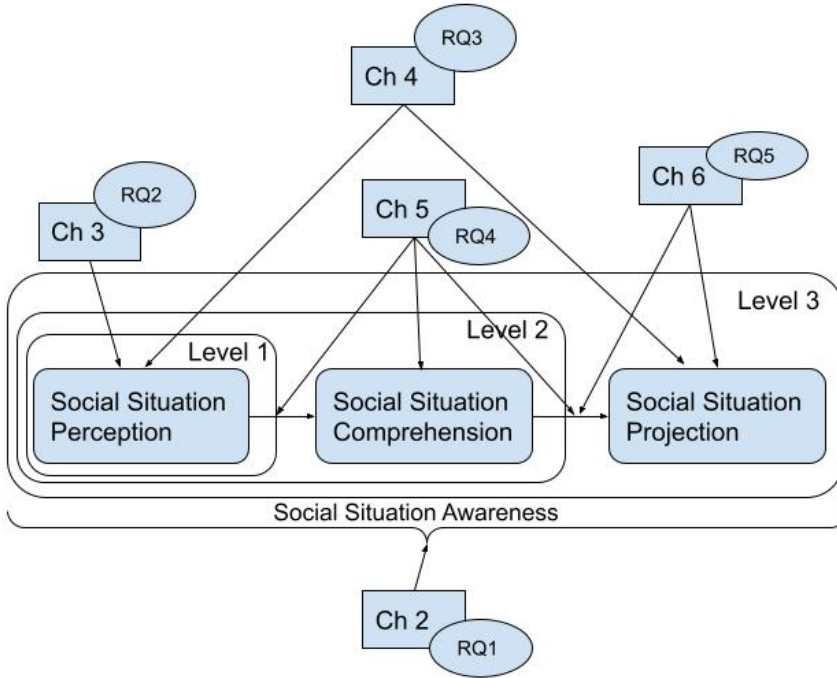 RQ3
Ch 4
RQ2
Ch 3
Ch 5
RQ4
RQ5
Ch 6
Level 3
Level 2
Level 1
Social Situation
Perception
Social Situation
Comprehension
Social Situation
Projection
Social Situation Awareness
Ch 2
RQ1